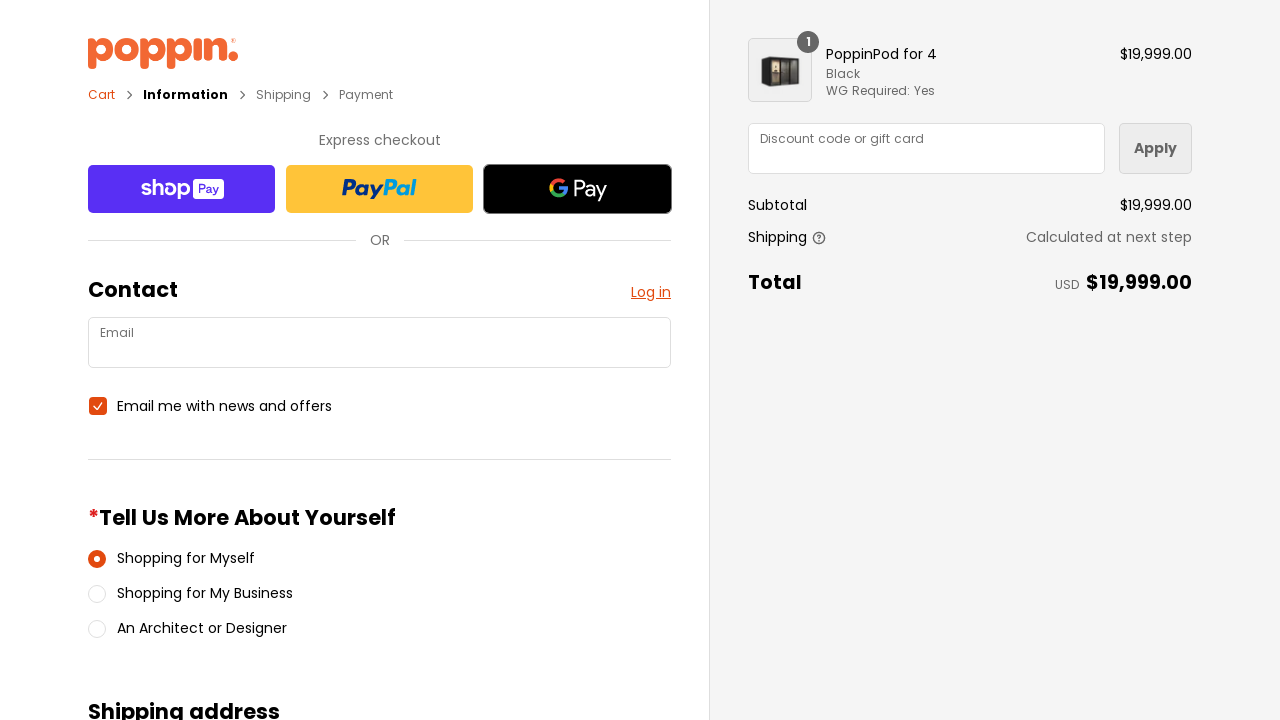 poppin.
Cart > Information > Shipping > Payment
Express checkout
shop Pay
PayPal
G Pay
OR
Contact
Log in
Email
Email me with news and offers
*Tell Us More About Yourself
Shopping for Myself
Shopping for My Business
An Architect or Designer
Shipping address
1
PoppinPod for 4
$19,999.00
Black
WG Required: Yes
Discount code or gift card
Apply
Subtotal
$19,999.00
Shipping
Calculated at next step
Total
USD $19,999.00